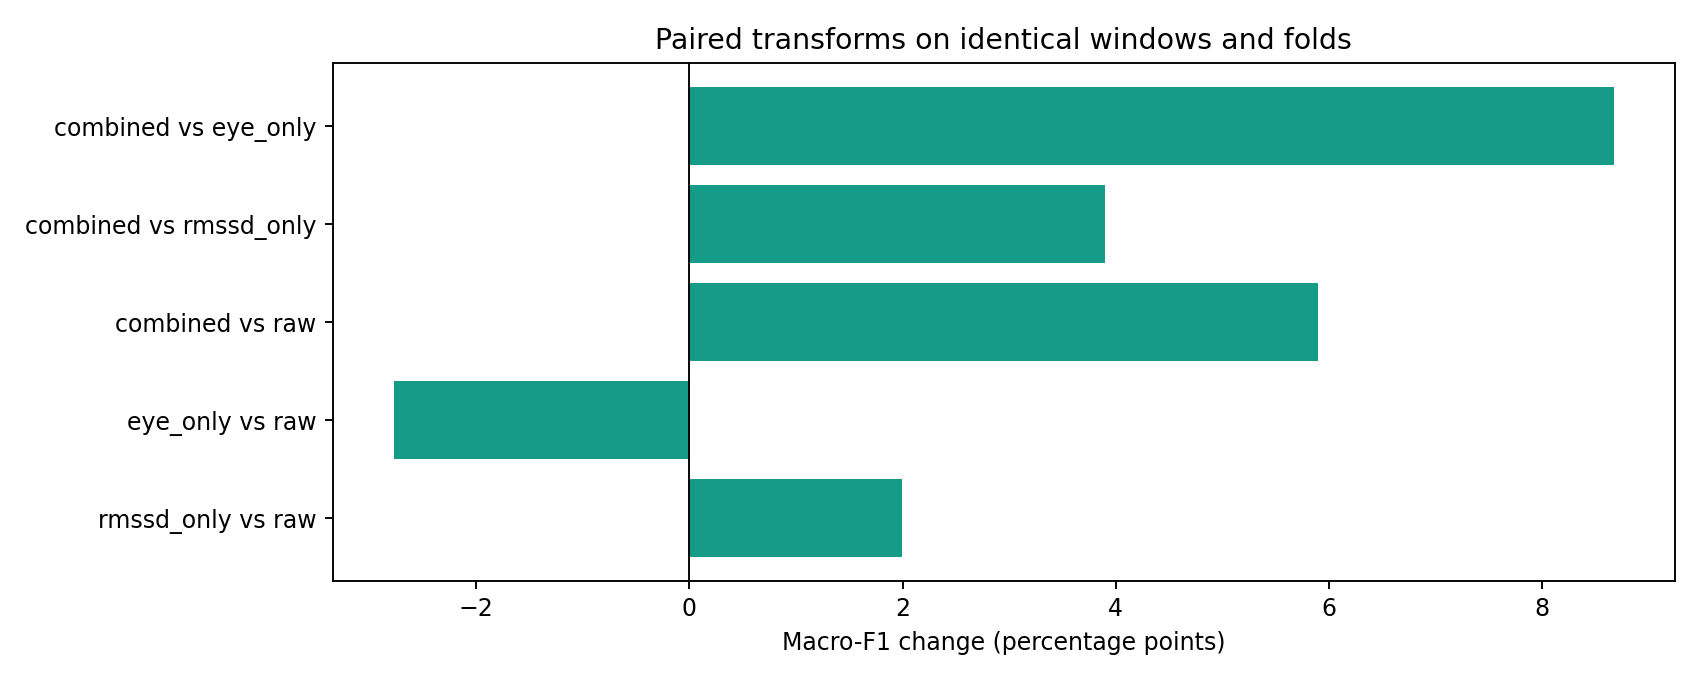 Paired transforms on identical windows and folds
combined vs eye_only
combined vs rmssd_only
combined vs raw
eye_only vs raw
rmssd_only vs raw
−2 0 2 4 6 8
Macro-F1 change (percentage points)